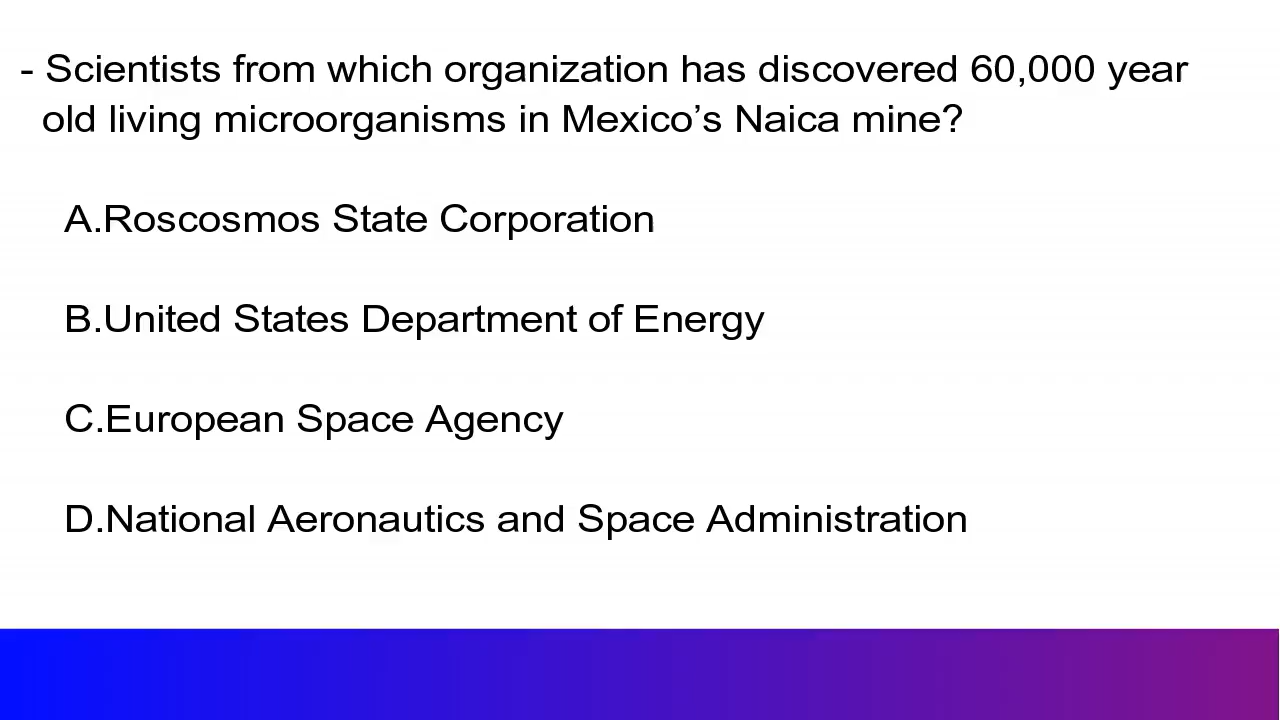 - Scientists from which organization has discovered 60,000 year
old living microorganisms in Mexico’s Naica mine?
A.Roscosmos State Corporation
B.United States Department of Energy
C.European Space Agency
D.National Aeronautics and Space Administration